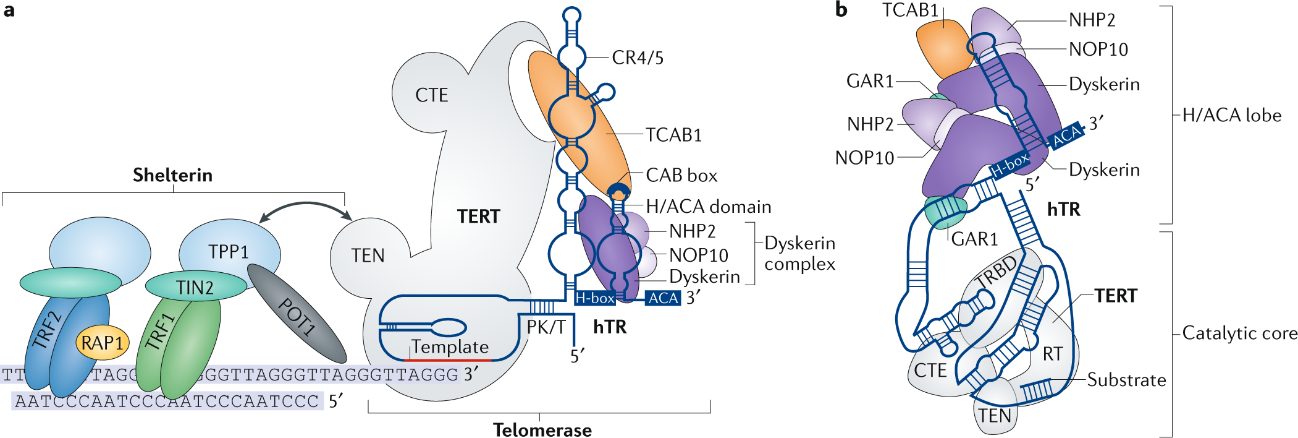 a
CR4/5
CTE
TCAB1
CAB box
H/ACA domain
NHP2
NOP10
Dyskerin
Dyskerin complex
Shelterin
TERT
TEN
TPP1
TIN2
POT1
TRF2
RAP1
TRF1
H-box
ACA
3′
hTR
PK/T
5′
Template
TT
TAGG
GGGTTAGGGTTAGGGTTAGGG 3′
AATCCCAATCCCAATCCCAATCCC 5′
Telomerase
b
TCAB1
NHP2
NOP10
Dyskerin
GAR1
NHP2
NOP10
ACA
3′
H-box
Dyskerin
5′
hTR
GAR1
H/ACA lobe
TRBD
TERT
RT
CTE
Substrate
TEN
Catalytic core